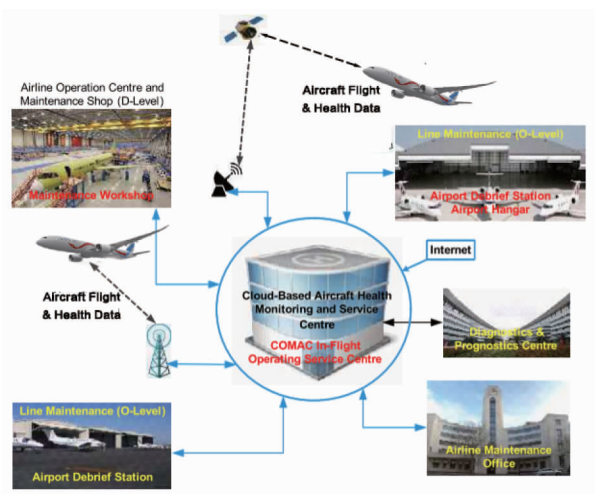 Aircraft Flight
& Health Data
Airline Operation Centre and
Maintenance Shop (D-Level)
Maintenance Workshop
Line Maintenance (O-Level)
Airport Debrief Station
Airport Hangar
Internet
Aircraft Flight
& Health Data
Cloud-Based Aircraft Health
Monitoring and Service
Centre
COMAC In-Flight
Operating Service Centre
Diagnostics &
Prognostics Centre
Line Maintenance (O-Level)
Airport Debrief Station
Airline Maintenance
Office